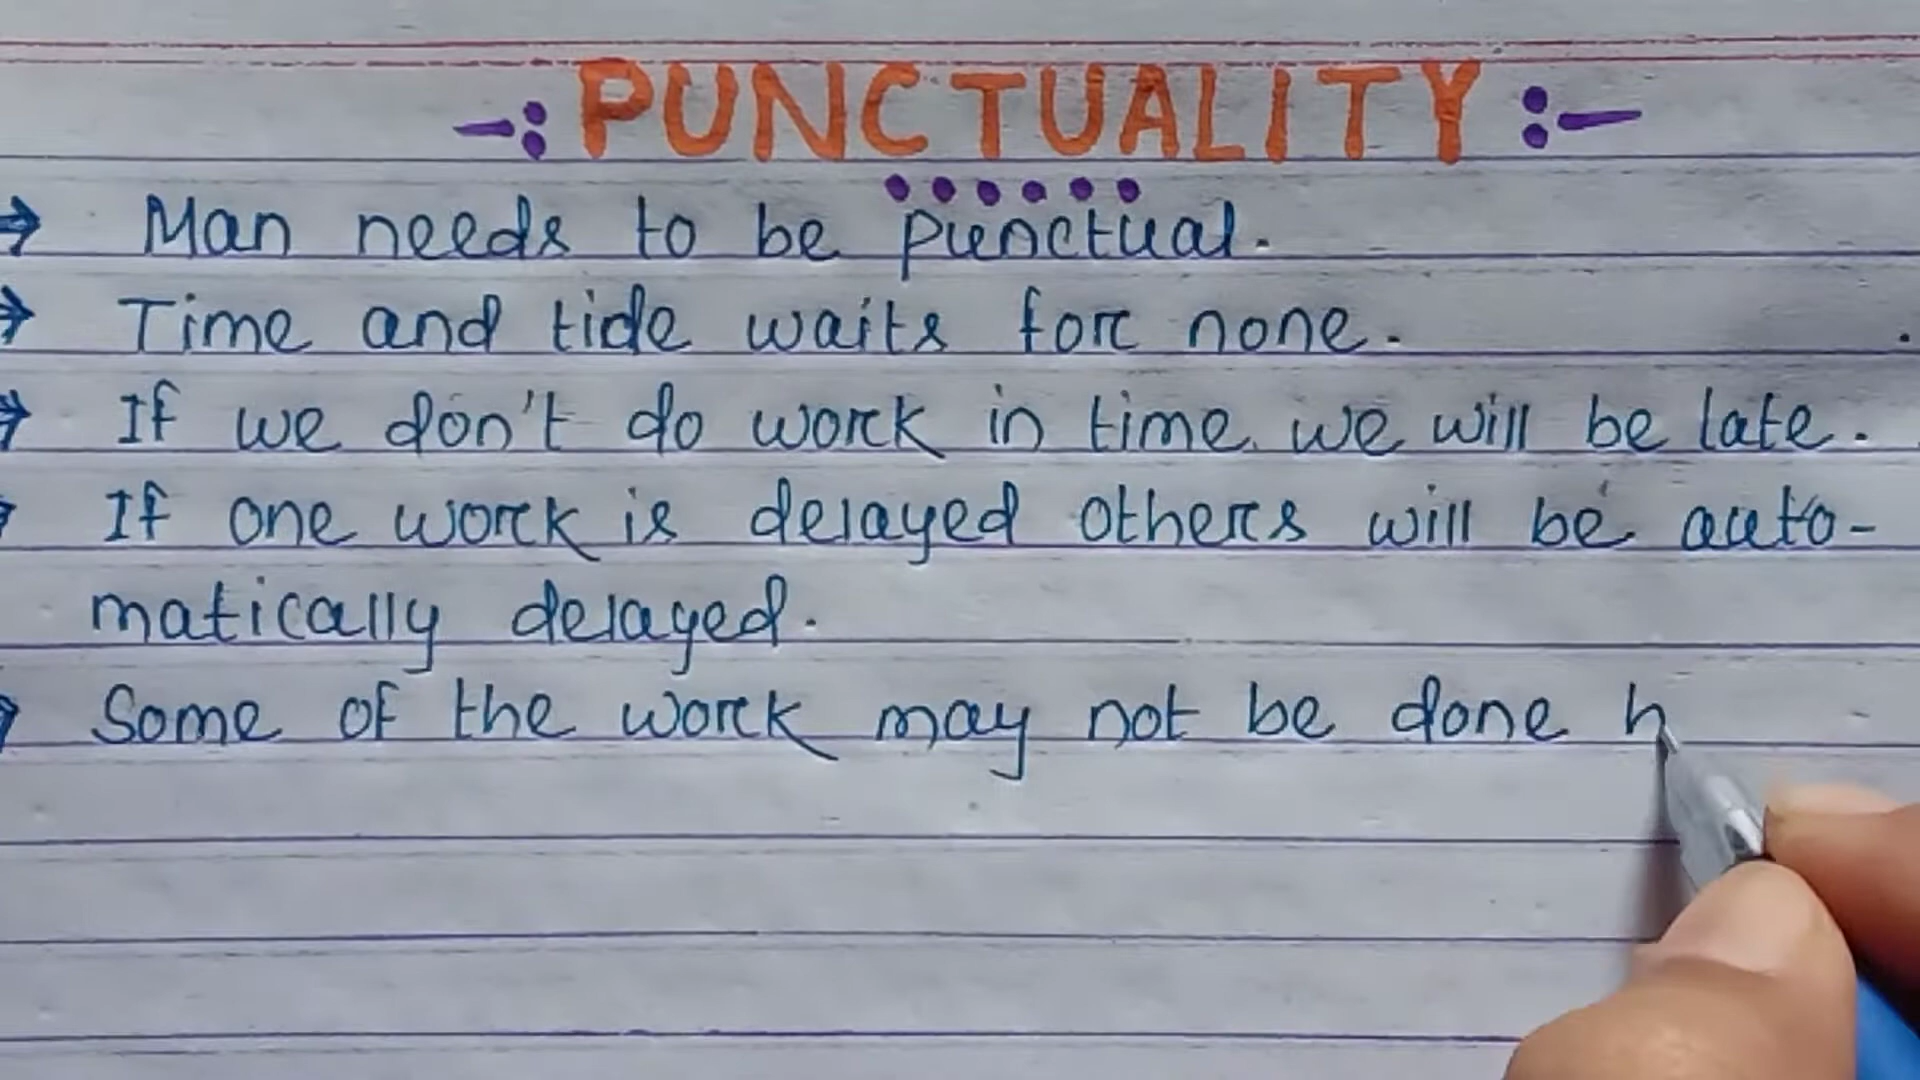 -: PUNCTUALITY :-
→ Man needs to be punctual.
→ Time and tide waits for none.
→ If we don't do work in time we will be late.
→ If one work is delayed others will be auto-
matically delayed.
→ Some of the work may not be done h